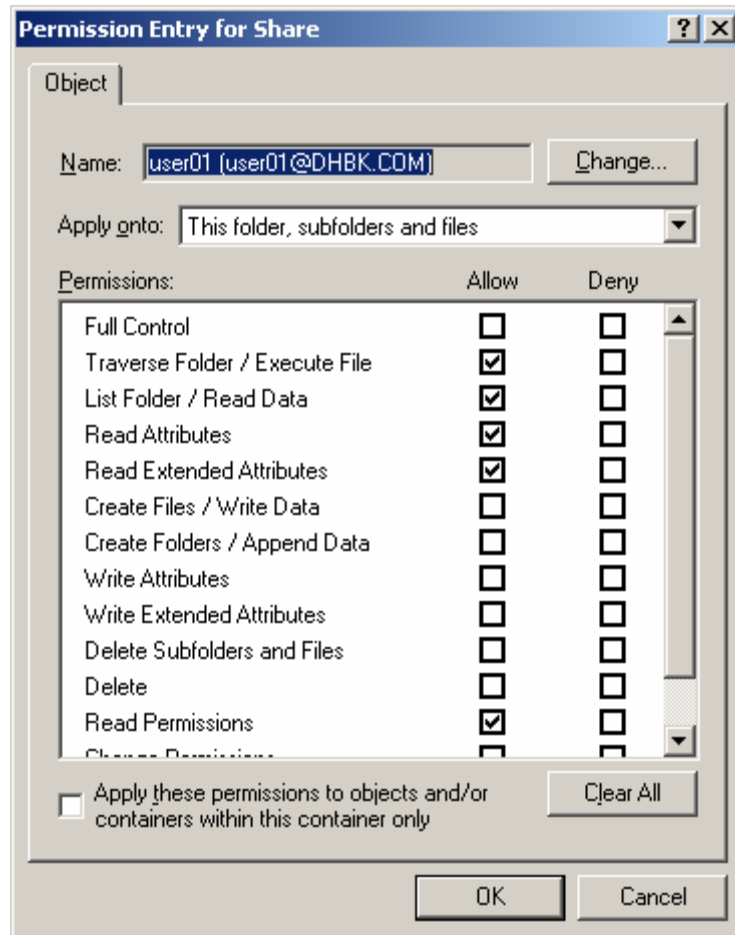 Permission Entry for Share
Object
Name: user01 (user01@DHBK.COM) Change...
Apply onto: This folder, subfolders and files
Permissions: Allow Deny
Full Control
Traverse Folder / Execute File
List Folder / Read Data
Read Attributes
Read Extended Attributes
Create Files / Write Data
Create Folders / Append Data
Write Attributes
Write Extended Attributes
Delete Subfolders and Files
Delete
Read Permissions
Change Permissions
Apply these permissions to objects and/or
containers within this container only
Clear All
OK Cancel